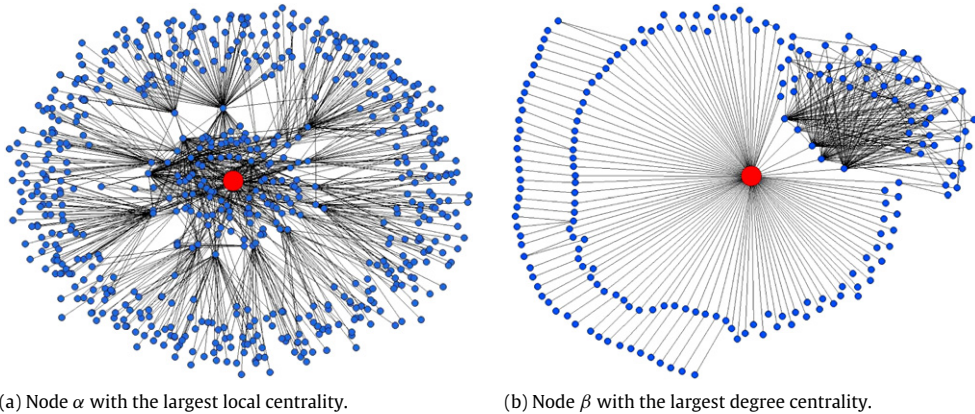 (a) Node α with the largest local centrality.
(b) Node β with the largest degree centrality.